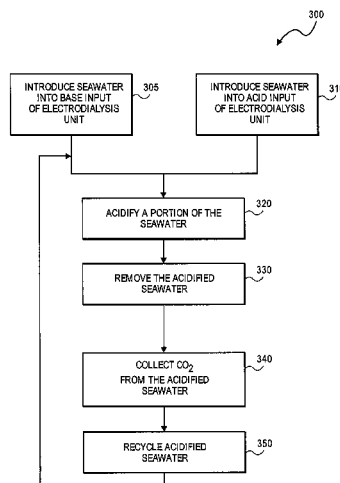 300
INTRODUCE SEAWATER
INTO BASE INPUT
OF ELECTRODIALYSIS
UNIT
305
INTRODUCE SEAWATER
INTO ACID INPUT
OF ELECTRODIALYSIS
UNIT
ACIDIFY A PORTION OF THE
SEAWATER
320
REMOVE THE ACIDIFIED
SEAWATER
330
COLLECT CO2
FROM THE ACIDIFIED
SEAWATER
340
RECYCLE ACIDIFIED
SEAWATER
350